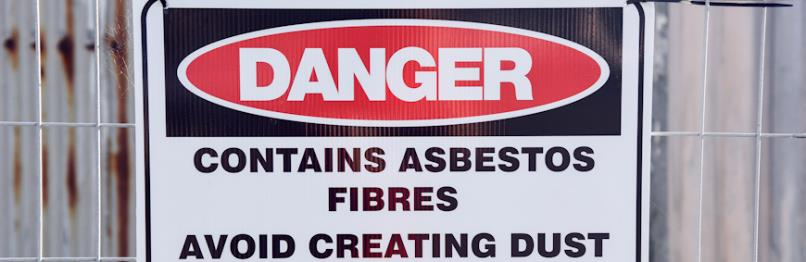 DANGER
CONTAINS ASBESTOS
FIBRES
AVOID CREATING DUST